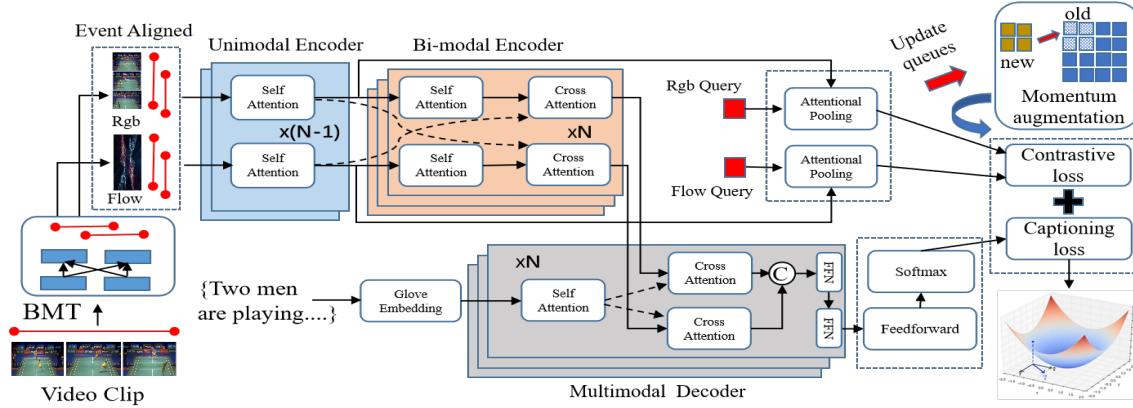 Event Aligned
Rgb
Flow
BMT
Video Clip
Unimodal Encoder
Self
Attention
x(N-1)
Self
Attention
Bi-modal Encoder
Self
Attention
Cross
Attention
xN
Self
Attention
Cross
Attention
Rgb Query
Flow Query
Attentional
Pooling
Attentional
Pooling
Update
queues
old
new
Momentum
augmentation
Contrastive
loss
Captioning
loss
{Two men
are playing....}
Glove
Embedding
xN
Self
Attention
Cross
Attention
Cross
Attention
C
FFN
FFN
Multimodal Decoder
Softmax
Feedforward